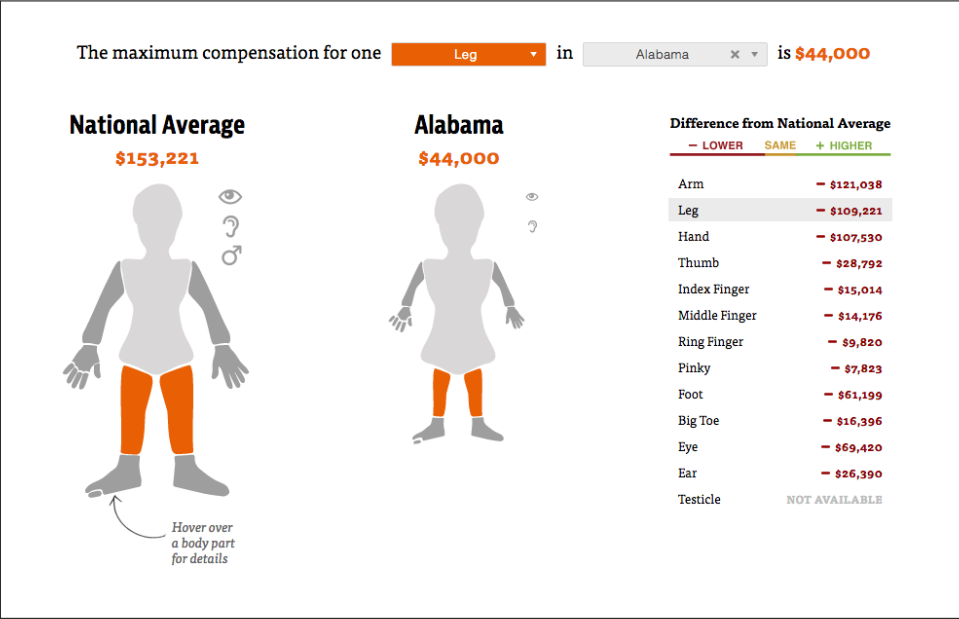 The maximum compensation for one Leg in Alabama is $44,000
National Average
$153,221
Alabama
$44,000
Hover over
a body part
for details
Difference from National Average
− LOWER SAME + HIGHER
Arm − $121,038
Leg − $109,221
Hand − $107,530
Thumb − $28,792
Index Finger − $15,014
Middle Finger − $14,176
Ring Finger − $9,820
Pinky − $7,823
Foot − $61,199
Big Toe − $16,396
Eye − $69,420
Ear − $26,390
Testicle NOT AVAILABLE